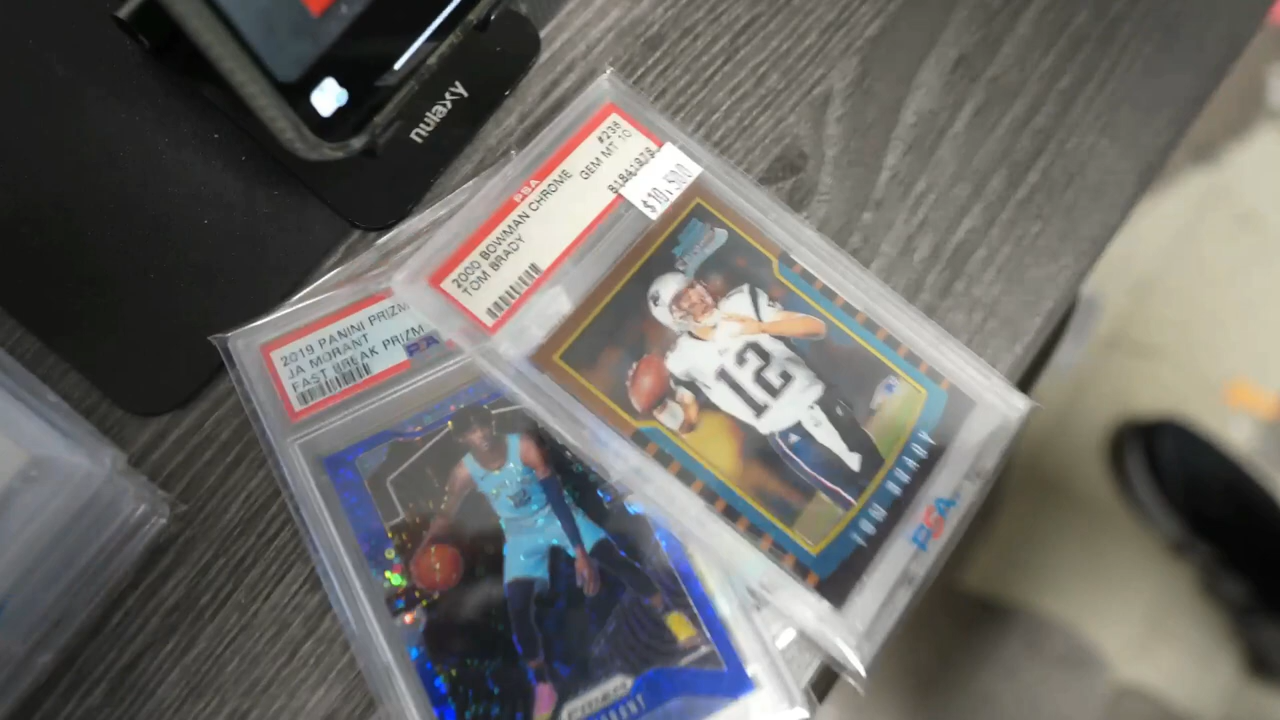 nulaxy
PSA
2000 BOWMAN CHROME
TOM BRADY
#236
GEM MT 10
$10,500
12
TOM BRADY
PSA
2019 PANINI PRIZM
JA MORANT
FAST BREAK PRIZM
PRIZM